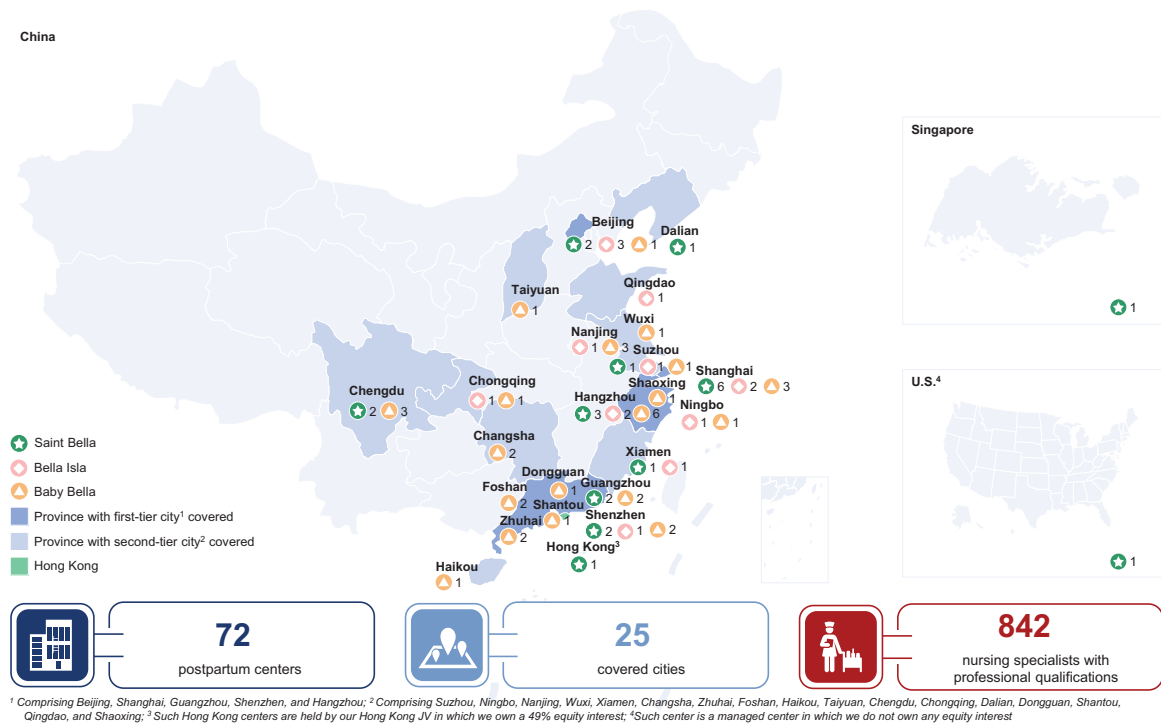 China
Singapore
1
U.S.4
1
Beijing
2 3 1
Dalian
1
Taiyuan
1
Qingdao
1
Wuxi
1
Nanjing
1 3
Suzhou
1 1 1
Shanghai
6 2 3
Chengdu
2 3
Chongqing
1 1
Shaoxing
1
Hangzhou
3 2 6
Ningbo
1 1
Changsha
2
Xiamen
1 1
Dongguan
1
Guangzhou
2 2
Foshan
2
Shantou
1
Shenzhen
2 1 2
Zhuhai
2
Hong Kong3
1
Haikou
1
Saint Bella
Bella Isla
Baby Bella
Province with first-tier city1 covered
Province with second-tier city2 covered
Hong Kong
72
postpartum centers
25
covered cities
842
nursing specialists with
professional qualifications
1 Comprising Beijing, Shanghai, Guangzhou, Shenzhen, and Hangzhou; 2 Comprising Suzhou, Ningbo, Nanjing, Wuxi, Xiamen, Changsha, Zhuhai, Foshan, Haikou, Taiyuan, Chengdu, Chongqing, Dalian, Dongguan, Shantou,
Qingdao, and Shaoxing; 3 Such Hong Kong centers are held by our Hong Kong JV in which we own a 49% equity interest; 4Such center is a managed center in which we do not own any equity interest